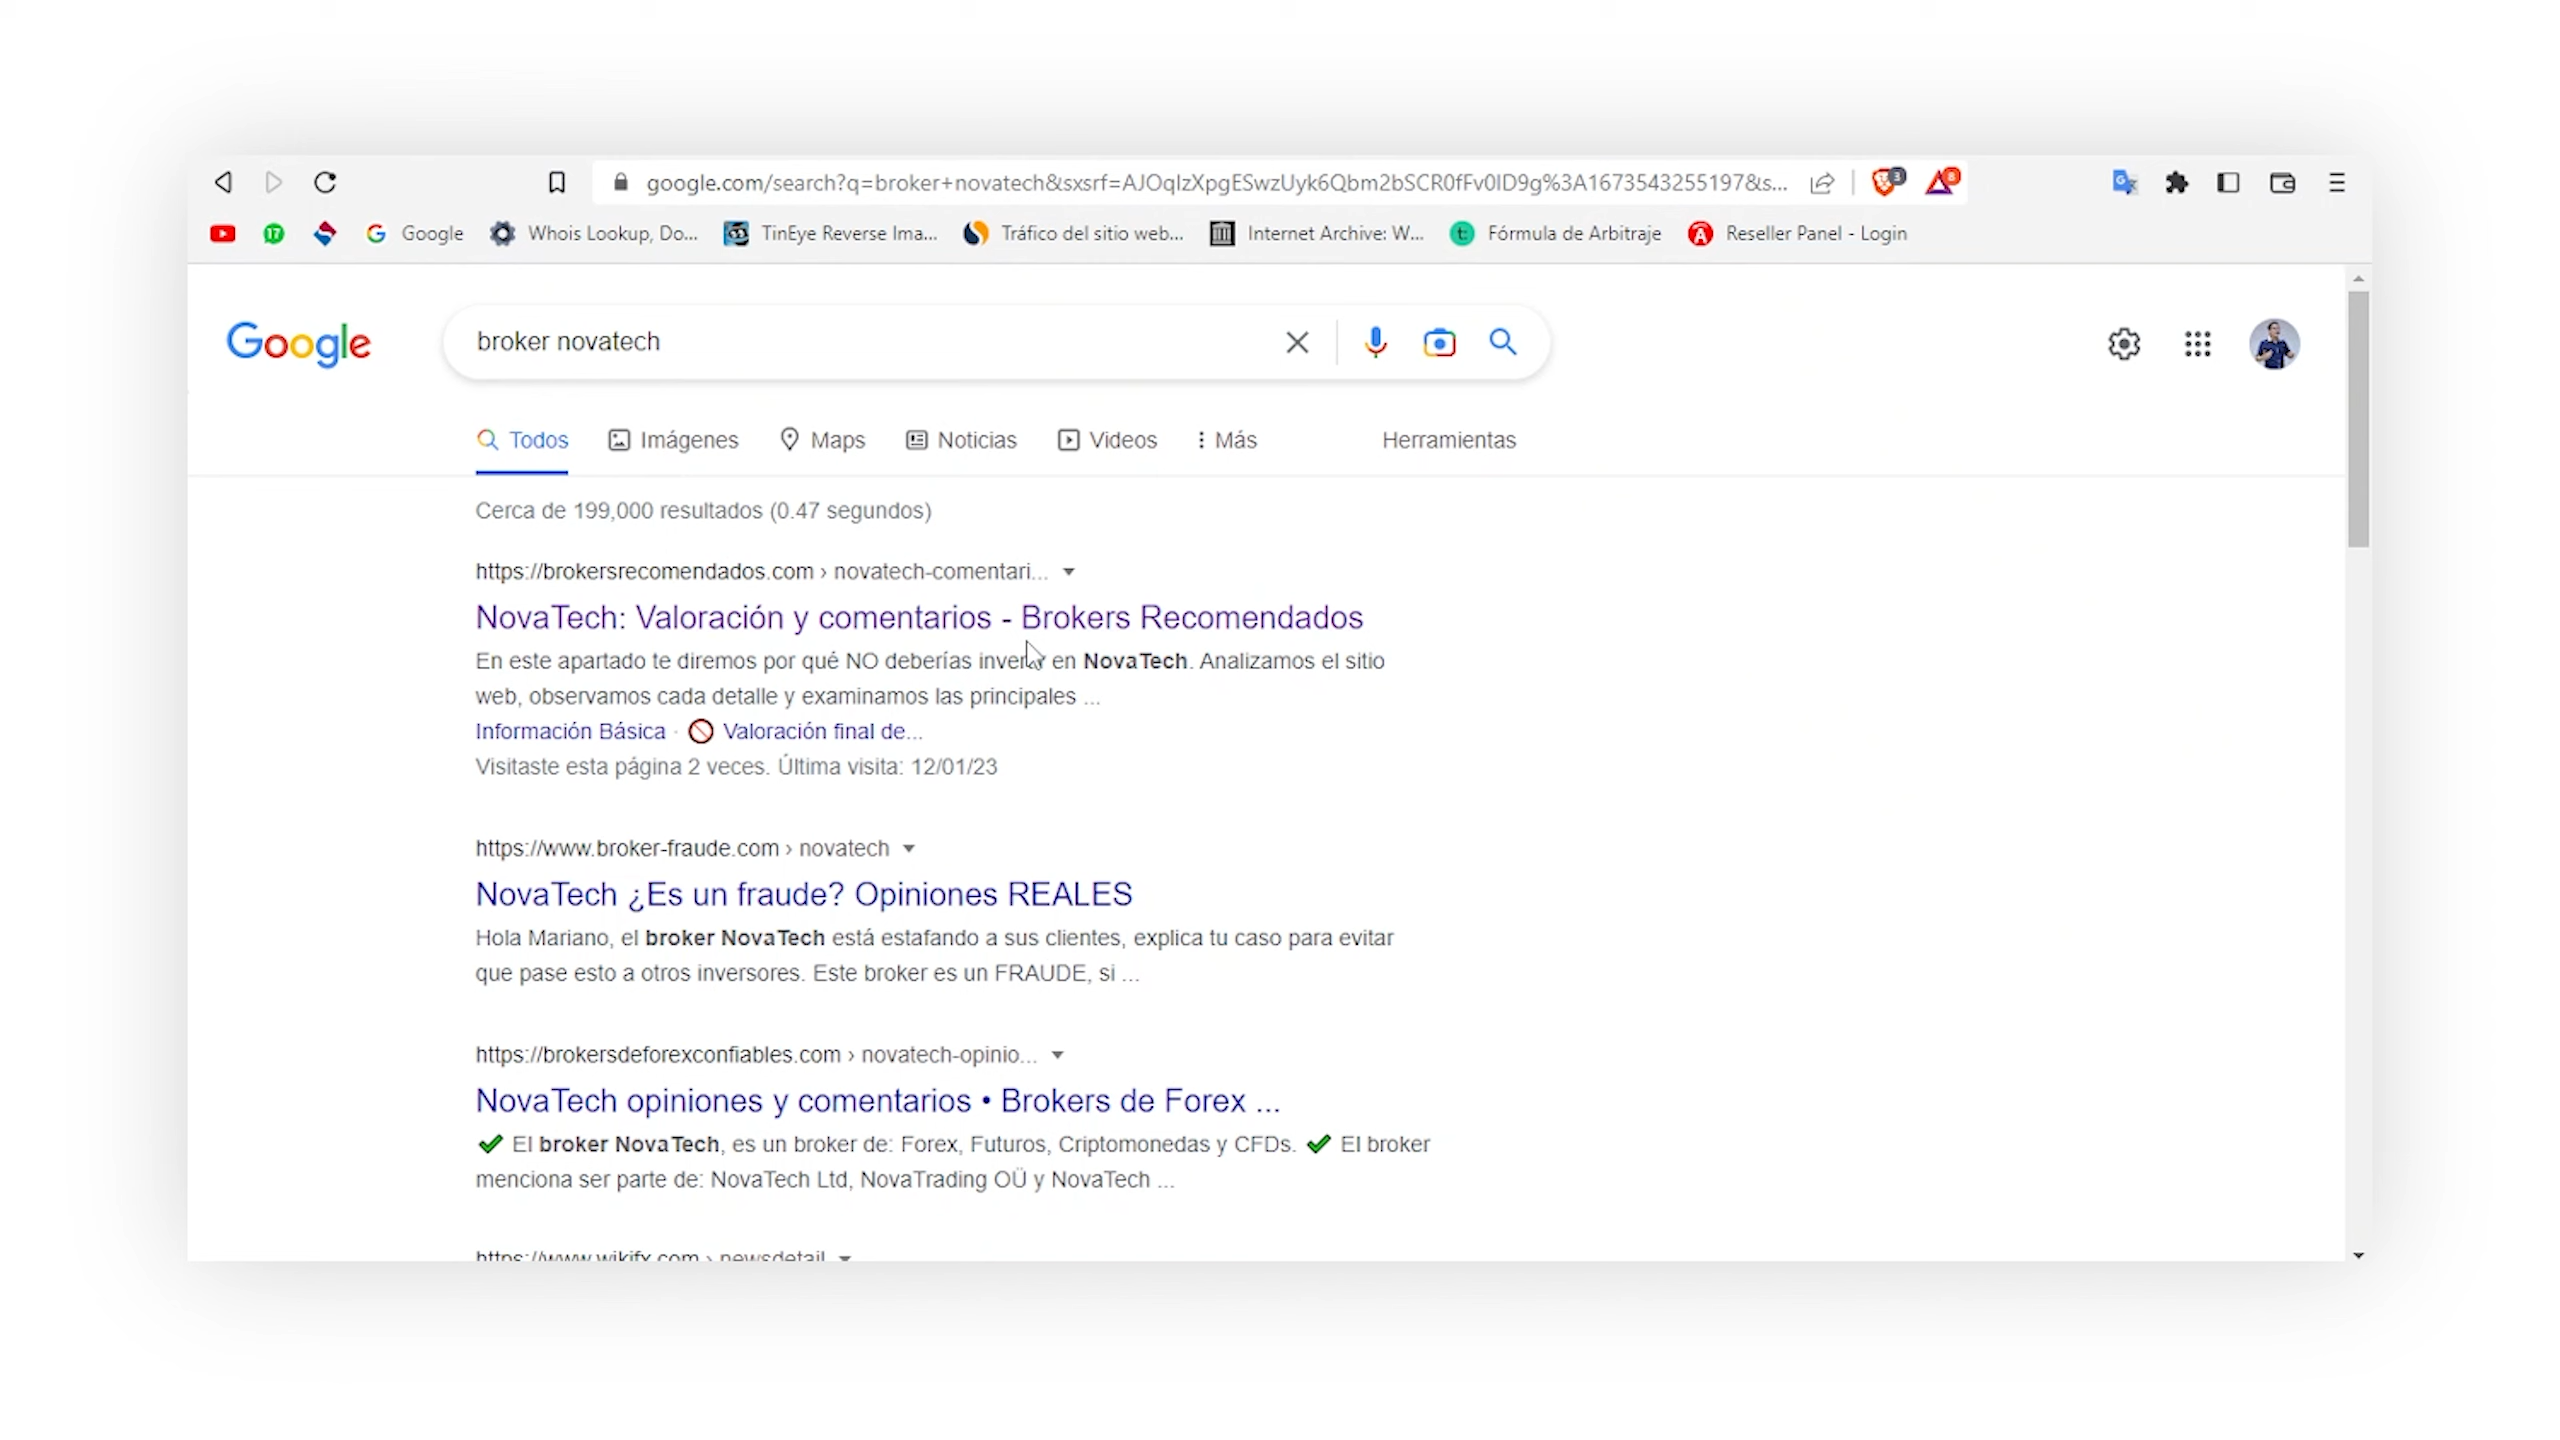 google.com/search?q=broker+novatech&sxsrf=AJOqlzXpgESwzUyk6Qbm2bSCR0fFv0ID9g%3A1673543255197&s...
3
8
17
Google
Whois Lookup, Do...
TinEye Reverse Ima...
Tráfico del sitio web...
Internet Archive: W...
Fórmula de Arbitraje
Reseller Panel - Login
Google
broker novatech
Todos
Imágenes
Maps
Noticias
Videos
Más
Herramientas
Cerca de 199,000 resultados (0.47 segundos)
https://brokersrecomendados.com › novatech-comentari...
NovaTech: Valoración y comentarios - Brokers Recomendados
En este apartado te diremos por qué NO deberías invertir en NovaTech. Analizamos el sitio
web, observamos cada detalle y examinamos las principales ...
Información Básica · Valoración final de...
Visitaste esta página 2 veces. Última visita: 12/01/23
https://www.broker-fraude.com › novatech
NovaTech ¿Es un fraude? Opiniones REALES
Hola Mariano, el broker NovaTech está estafando a sus clientes, explica tu caso para evitar
que pase esto a otros inversores. Este broker es un FRAUDE, si ...
https://brokersdeforexconfiables.com › novatech-opinio...
NovaTech opiniones y comentarios • Brokers de Forex ...
✔ El broker NovaTech, es un broker de: Forex, Futuros, Criptomonedas y CFDs. ✔ El broker
menciona ser parte de: NovaTech Ltd, NovaTrading OÜ y NovaTech ...
https://www.wikifx.com › newsdetail